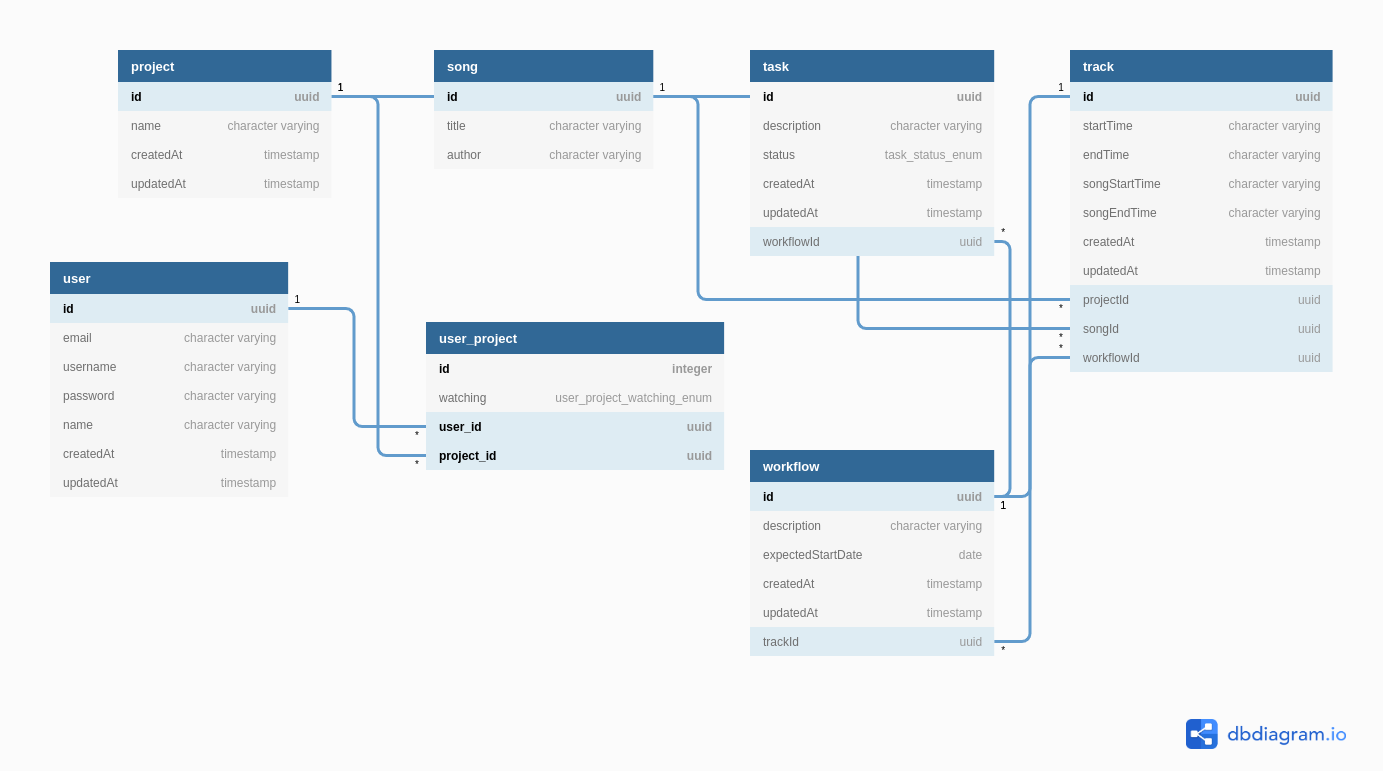 project
id uuid
name character varying
createdAt timestamp
updatedAt timestamp
1
1
song
id uuid
title character varying
author character varying
1
task
id uuid
description character varying
status task_status_enum
createdAt timestamp
updatedAt timestamp
workflowId uuid
*
track
1
id uuid
startTime character varying
endTime character varying
songStartTime character varying
songEndTime character varying
createdAt timestamp
updatedAt timestamp
projectId uuid
*
songId uuid
*
*
workflowId uuid
user
id uuid
1
email character varying
username character varying
password character varying
name character varying
createdAt timestamp
updatedAt timestamp
user_project
id integer
watching user_project_watching_enum
user_id uuid
*
project_id uuid
*
workflow
id uuid
1
description character varying
expectedStartDate date
createdAt timestamp
updatedAt timestamp
trackId uuid
*
dbdiagram.io